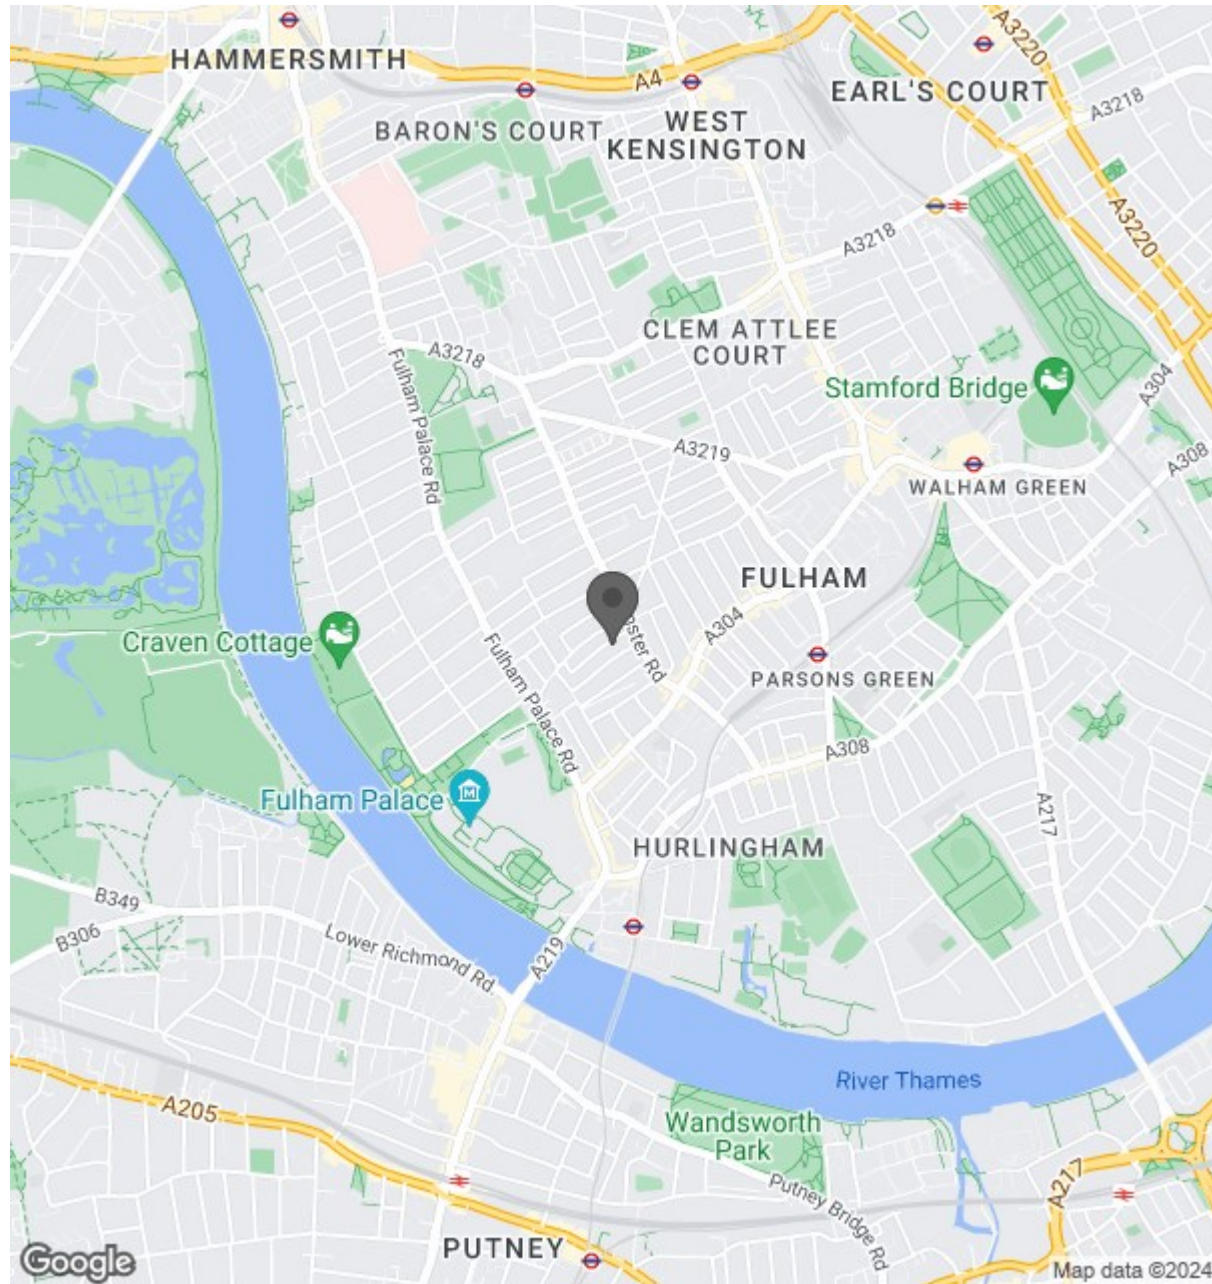 HAMMERSMITH
A4
A3220
EARL'S COURT
A3218
BARON'S COURT
WEST
KENSINGTON
A3220
A3218
CLEM ATTLEE
COURT
A3218
Fulham Palace Rd
Stamford Bridge
A304
A3219
A308
WALHAM GREEN
FULHAM
Craven Cottage
Fulham Palace Rd
nster Rd
A304
PARSONS GREEN
A308
Fulham Palace
M
A217
HURLINGHAM
B349
B306
Lower Richmond Rd.
A219
River Thames
A205
Wandsworth
Park
Putney Bridge Rd
A217
PUTNEY
Google
Map data ©2024